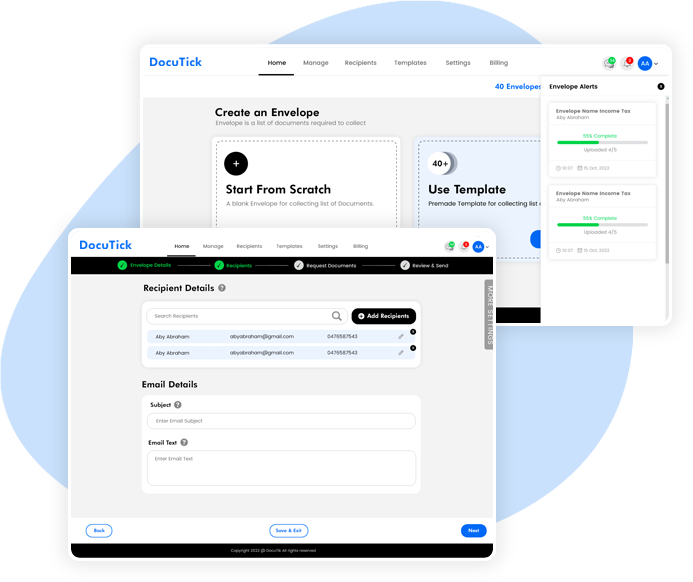 DocuTick
Home Manage Recipients Templates Settings Billing AA
40 Envelopes
Create an Envelope
Envelope is a list of documents required to collect
+
Start From Scratch
A blank Envelope for collecting list of Documents.
40+
Use Template
Premade Template for collecting list
Envelope Alerts
Envelope Name Income Tax
Aby Abraham
55% Complete
Uploaded 4/5
10:07 15 Oct, 2023
Envelope Name Income Tax
Aby Abraham
55% Complete
10:07 15 Oct, 2023
DocuTick
Home Manage Recipients Templates Settings Billing AA
Envelope Details Recipients Request Documents Review & Send
Recipient Details ?
MORE SETTINGS
Search Recipients
+ Add Recipients
Aby Abraham abyabraham@gmail.com 0476587543
Aby Abraham abyabraham@gmail.com 0476587543
Email Details
Subject ?
Enter Email Subject
Email Text ?
Enter Email Text
Back Save & Exit Next
Copyright 2022 @ DocuTik All rights reserved